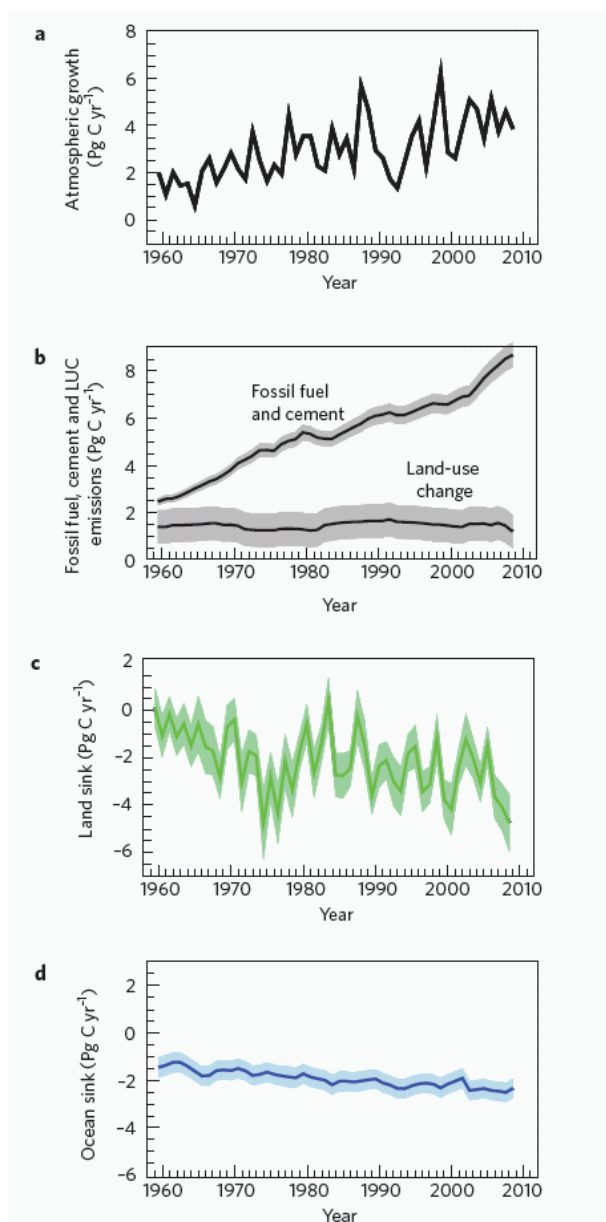 a
Atmospheric growth
(Pg C yr⁻¹)
8
6
4
2
0
1960 1970 1980 1990 2000 2010
Year
b
Fossil fuel, cement and LUC
emissions (Pg C yr⁻¹)
8
6
4
2
0
Fossil fuel
and cement
Land-use
change
1960 1970 1980 1990 2000 2010
Year
c
Land sink (Pg C yr⁻¹)
2
0
-2
-4
-6
1960 1970 1980 1990 2000 2010
Year
d
Ocean sink (Pg C yr⁻¹)
2
0
-2
-4
-6
1960 1970 1980 1990 2000 2010
Year